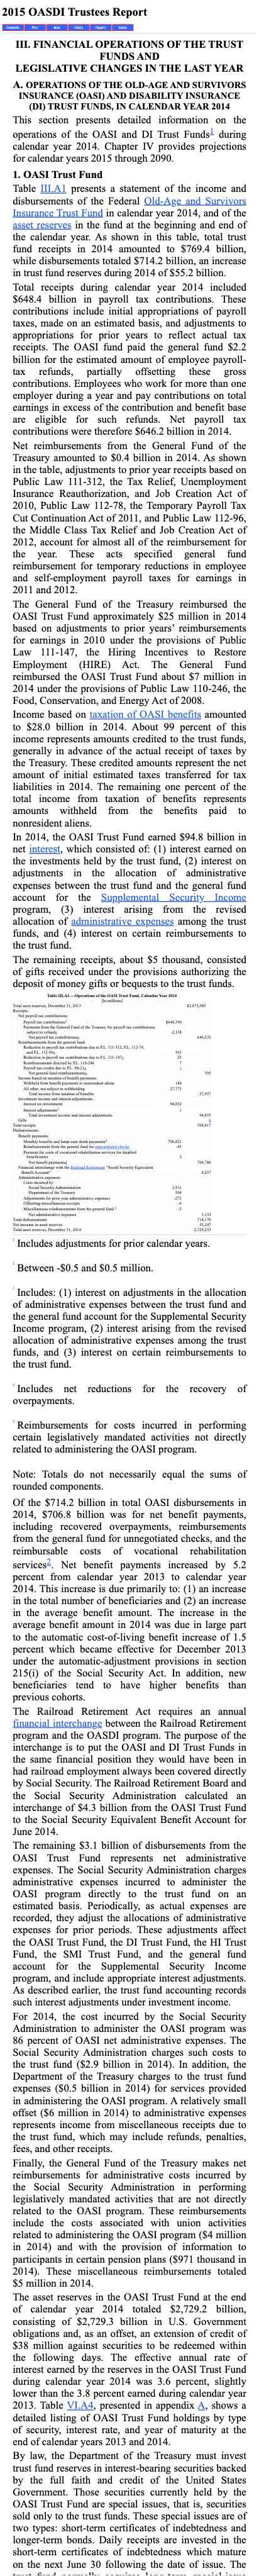 2015 OASDI Trustees Report
III. FINANCIAL OPERATIONS OF THE TRUST
FUNDS AND
LEGISLATIVE CHANGES IN THE LAST YEAR
A. OPERATIONS OF THE OLD-AGE AND SURVIVORS
INSURANCE (OASI) AND DISABILITY INSURANCE
(DI) TRUST FUNDS, IN CALENDAR YEAR 2014
This section presents detailed information on the
operations of the OASI and DI Trust Funds1 during
calendar year 2014. Chapter IV provides projections
for calendar years 2015 through 2090.
1. OASI Trust Fund
Table III.A1 presents a statement of the income and
disbursements of the Federal Old-Age and Survivors
Insurance Trust Fund in calendar year 2014, and of the
asset reserves in the fund at the beginning and end of
the calendar year. As shown in this table, total trust
fund receipts in 2014 amounted to $769.4 billion,
while disbursements totaled $714.2 billion, an increase
in trust fund reserves during 2014 of $55.2 billion.
Total receipts during calendar year 2014 included
$648.4 billion in payroll tax contributions. These
contributions include initial appropriations of payroll
taxes, made on an estimated basis, and adjustments to
appropriations for prior years to reflect actual tax
receipts. The OASI fund paid the general fund $2.2
billion for the estimated amount of employee payroll-
tax refunds, partially offsetting these gross
contributions. Employees who work for more than one
employer during a year and pay contributions on total
earnings in excess of the contribution and benefit base
are eligible for such refunds. Net payroll tax
contributions were therefore $646.2 billion in 2014.
Net reimbursements from the General Fund of the
Treasury amounted to $0.4 billion in 2014. As shown
in the table, adjustments to prior year receipts based on
Public Law 111-312, the Tax Relief, Unemployment
Insurance Reauthorization, and Job Creation Act of
2010, Public Law 112-78, the Temporary Payroll Tax
Cut Continuation Act of 2011, and Public Law 112-96,
the Middle Class Tax Relief and Job Creation Act of
2012, account for almost all of the reimbursement for
the year. These acts specified general fund
reimbursement for temporary reductions in employee
and self-employment payroll taxes for earnings in
2011 and 2012.
The General Fund of the Treasury reimbursed the
OASI Trust Fund approximately $25 million in 2014
based on adjustments to prior years' reimbursements
for earnings in 2010 under the provisions of Public
Law 111-147, the Hiring Incentives to Restore
Employment (HIRE) Act. The General Fund
reimbursed the OASI Trust Fund about $7 million in
2014 under the provisions of Public Law 110-246, the
Food, Conservation, and Energy Act of 2008.
Income based on taxation of OASI benefits amounted
to $28.0 billion in 2014. About 99 percent of this
income represents amounts credited to the trust funds,
generally in advance of the actual receipt of taxes by
the Treasury. These credited amounts represent the net
amount of initial estimated taxes transferred for tax
liabilities in 2014. The remaining one percent of the
total income from taxation of benefits represents
amounts withheld from the benefits paid to
nonresident aliens.
In 2014, the OASI Trust Fund earned $94.8 billion in
net interest, which consisted of: (1) interest earned on
the investments held by the trust fund, (2) interest on
adjustments in the allocation of administrative
expenses between the trust fund and the general fund
account for the Supplemental Security Income
program, (3) interest arising from the revised
allocation of administrative expenses among the trust
funds, and (4) interest on certain reimbursements to
the trust fund.
The remaining receipts, about $5 thousand, consisted
of gifts received under the provisions authorizing the
deposit of money gifts or bequests to the trust funds.
Table III.A1.—Operations of the OASI Trust Fund, Calendar Year 2014
[In millions]
Total asset reserves, December 31, 2013
Receipts:
Net payroll tax contributions:
Total receipts
Disbursements:
Benefit payments:
Administrative expenses:
Costs incurred by:
Social Security Administration
Department of the Treasury
Net administrative expenses
Total disbursements
Net increase in asset reserves
Total asset reserves, December 31, 2014
1 Includes adjustments for prior calendar years.
2 Between -$0.5 and $0.5 million.
3 Includes: (1) interest on adjustments in the allocation
of administrative expenses between the trust fund and
the general fund account for the Supplemental Security
Income program, (2) interest arising from the revised
allocation of administrative expenses among the trust
funds, and (3) interest on certain reimbursements to
the trust fund.
4 Includes net reductions for the recovery of
overpayments.
5 Reimbursements for costs incurred in performing
certain legislatively mandated activities not directly
related to administering the OASI program.
Note: Totals do not necessarily equal the sums of
rounded components.
Of the $714.2 billion in total OASI disbursements in
2014, $706.8 billion was for net benefit payments,
including recovered overpayments, reimbursements
from the general fund for unnegotiated checks, and the
reimbursable costs of vocational rehabilitation
services2. Net benefit payments increased by 5.2
percent from calendar year 2013 to calendar year
2014. This increase is due primarily to: (1) an increase
in the total number of beneficiaries and (2) an increase
in the average benefit amount. The increase in the
average benefit amount in 2014 was due in large part
to the automatic cost-of-living benefit increase of 1.5
percent which became effective for December 2013
under the automatic-adjustment provisions in section
215(i) of the Social Security Act. In addition, new
beneficiaries tend to have higher benefits than
previous cohorts.
The Railroad Retirement Act requires an annual
financial interchange between the Railroad Retirement
program and the OASDI program. The purpose of the
interchange is to put the OASI and DI Trust Funds in
the same financial position they would have been in
had railroad employment always been covered directly
by Social Security. The Railroad Retirement Board and
the Social Security Administration calculated an
interchange of $4.3 billion from the OASI Trust Fund
to the Social Security Equivalent Benefit Account for
June 2014.
The remaining $3.1 billion of disbursements from the
OASI Trust Fund represents net administrative
expenses. The Social Security Administration charges
administrative expenses incurred to administer the
OASI program directly to the trust fund on an
estimated basis. Periodically, as actual expenses are
recorded, they adjust the allocations of administrative
expenses for prior periods. These adjustments affect
the OASI Trust Fund, the DI Trust Fund, the HI Trust
Fund, the SMI Trust Fund, and the general fund
account for the Supplemental Security Income
program, and include appropriate interest adjustments.
As described earlier, the trust fund accounting records
such interest adjustments under investment income.
For 2014, the cost incurred by the Social Security
Administration to administer the OASI program was
86 percent of OASI net administrative expenses. The
Social Security Administration charges such costs to
the trust fund ($2.9 billion in 2014). In addition, the
Department of the Treasury charges to the trust fund
expenses ($0.5 billion in 2014) for services provided
in administering the OASI program. A relatively small
offset ($6 million in 2014) to administrative expenses
represents income from miscellaneous receipts due to
the trust fund, which may include refunds, penalties,
fees, and other receipts.
Finally, the General Fund of the Treasury makes net
reimbursements for administrative costs incurred by
the Social Security Administration in performing
legislatively mandated activities that are not directly
related to the OASI program. These reimbursements
include the costs associated with union activities
related to administering the OASI program ($4 million
in 2014) and with the provision of information to
participants in certain pension plans ($971 thousand in
2014). These miscellaneous reimbursements totaled
$5 million in 2014.
The asset reserves in the OASI Trust Fund at the end
of calendar year 2014 totaled $2,729.2 billion,
consisting of $2,729.3 billion in U.S. Government
obligations and, as an offset, an extension of credit of
$38 million against securities to be redeemed within
the following days. The effective annual rate of
interest earned by the reserves in the OASI Trust Fund
during calendar year 2014 was 3.6 percent, slightly
lower than the 3.8 percent earned during calendar year
2013. Table VI.A4, presented in appendix A, shows a
detailed listing of OASI Trust Fund holdings by type
of security, interest rate, and year of maturity at the
end of calendar years 2013 and 2014.
By law, the Department of the Treasury must invest
trust fund reserves in interest-bearing securities backed
by the full faith and credit of the United States
Government. Those securities currently held by the
OASI Trust Fund are special issues, that is, securities
sold only to the trust funds. These special issues are of
two types: short-term certificates of indebtedness and
longer-term bonds. Daily receipts are invested in the
short-term certificates of indebtedness which mature
on the next June 30 following the date of issue. The